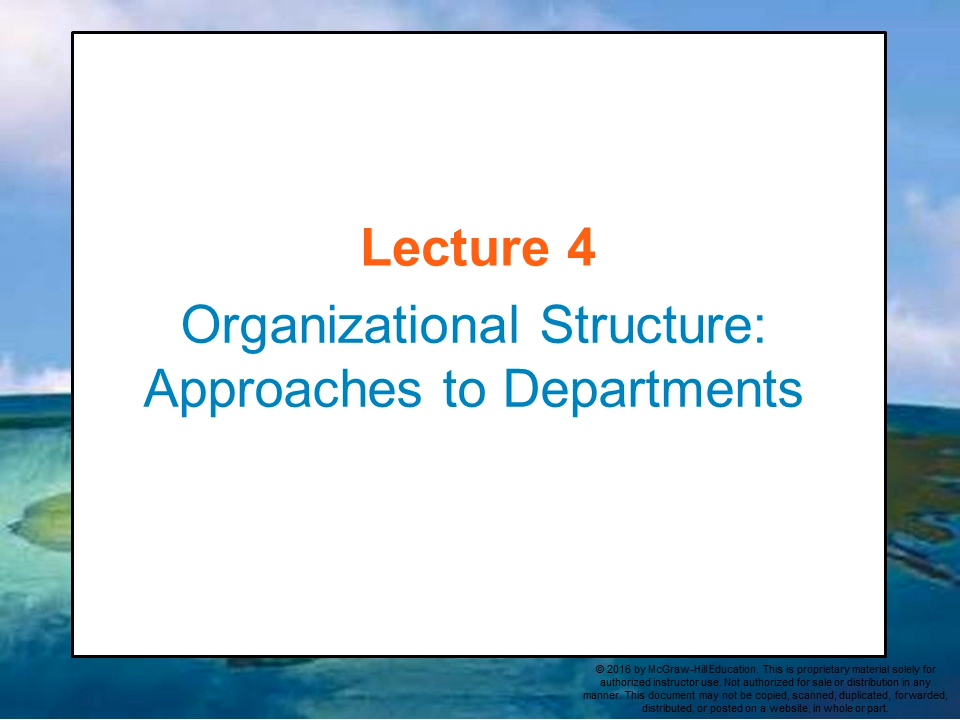 Lecture 4
Organizational Structure:
Approaches to Departments
© 2016 by McGraw-Hill Education. This is proprietary material solely for
authorized instructor use. Not authorized for sale or distribution in any
manner. This document may not be copied, scanned, duplicated, forwarded,
distributed, or posted on a website, in whole or part.